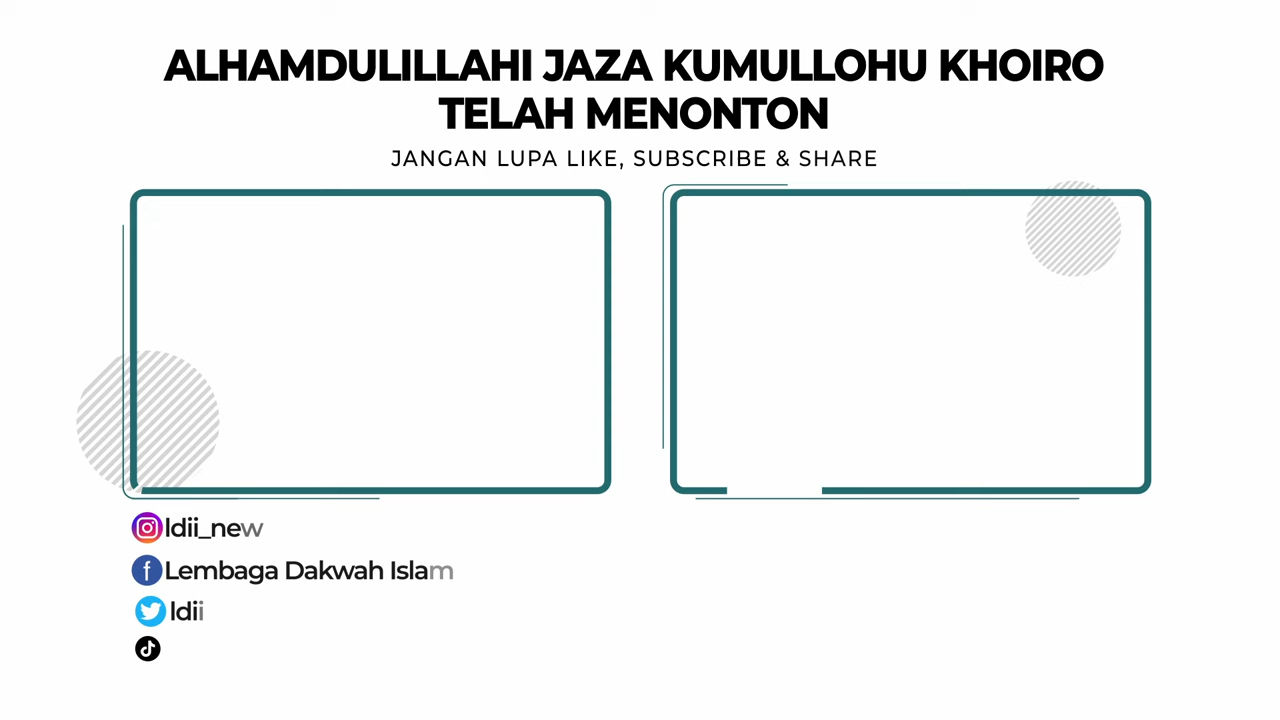 ALHAMDULILLAHI JAZA KUMULLOHU KHOIRO
TELAH MENONTON
JANGAN LUPA LIKE, SUBSCRIBE & SHARE
ldii_new
Lembaga Dakwah Islam
ldii